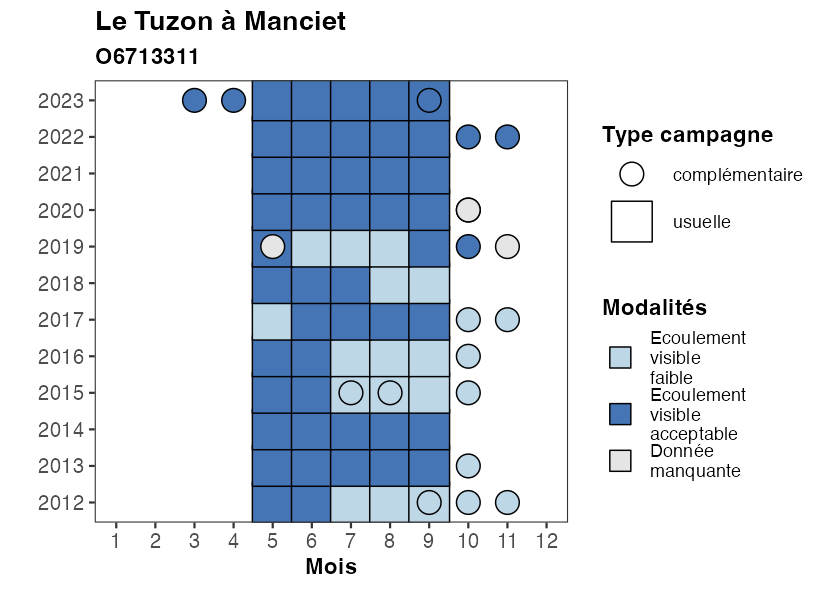 Le Tuzon à Manciet
O6713311
2023
2022
2021
2020
2019
2018
2017
2016
2015
2014
2013
2012
1 2 3 4 5 6 7 8 9 10 11 12
Mois
Type campagne
complémentaire
usuelle
Modalités
Ecoulement
visible
faible
Ecoulement
visible
acceptable
Donnée
manquante